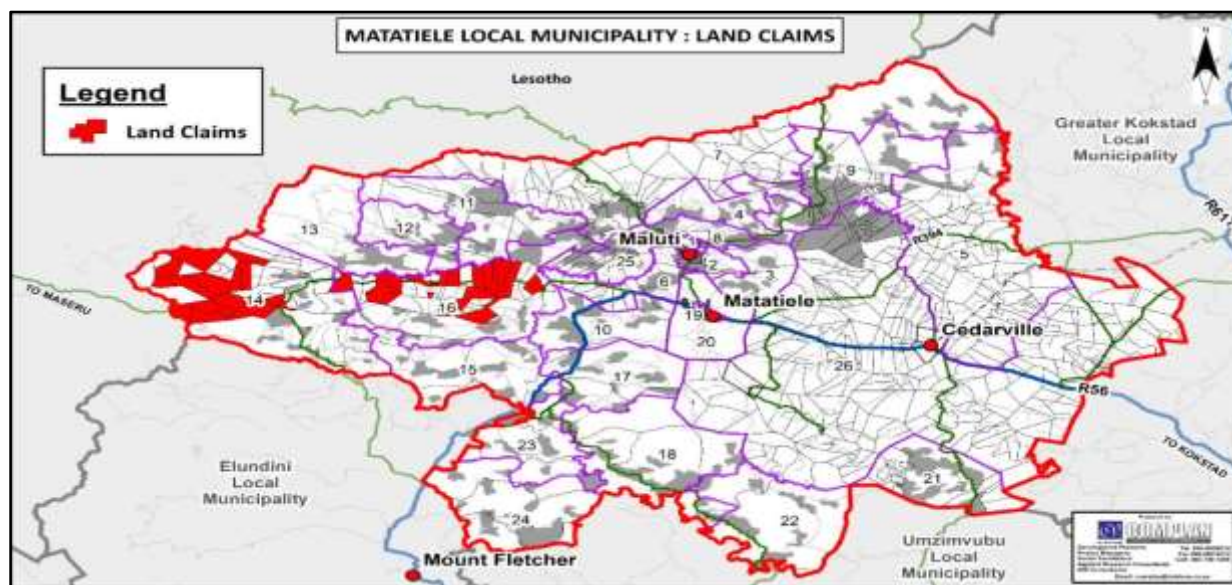 MATATIELE LOCAL MUNICIPALITY : LAND CLAIMS
Legend
Land Claims
Lesotho
N
Greater Kokstad
Local
Municipality
R617
7
9
11
4
13
12
Maluti
1
8
R394
5
25
2
3
TO MASERU
14
16
6
Matatiele
19
10
20
Cedarville
26
15
17
R56
TO KOKSTAD
23
18
Elundini
Local
Municipality
21
24
22
Umzimvubu
Local
Municipality
Mount Fletcher